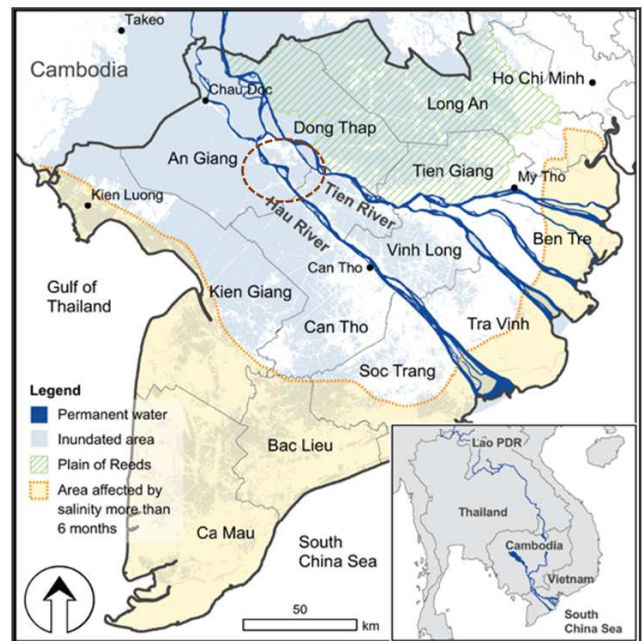 Takeo
Cambodia
Ho Chi Minh
Chau Doc
Long An
Dong Thap
An Giang
Tien Giang
My Tho
Kien Luong
Tien River
Hau River
Ben Tre
Vinh Long
Gulf of
Thailand
Can Tho
Kien Giang
Can Tho
Tra Vinh
Soc Trang
Legend
Permanent water
Inundated area
Plain of Reeds
Area affected by
salinity more than
6 months
Bac Lieu
Ca Mau
South
China Sea
50
km
Lao PDR
Thailand
Cambodia
Vietnam
South
China Sea